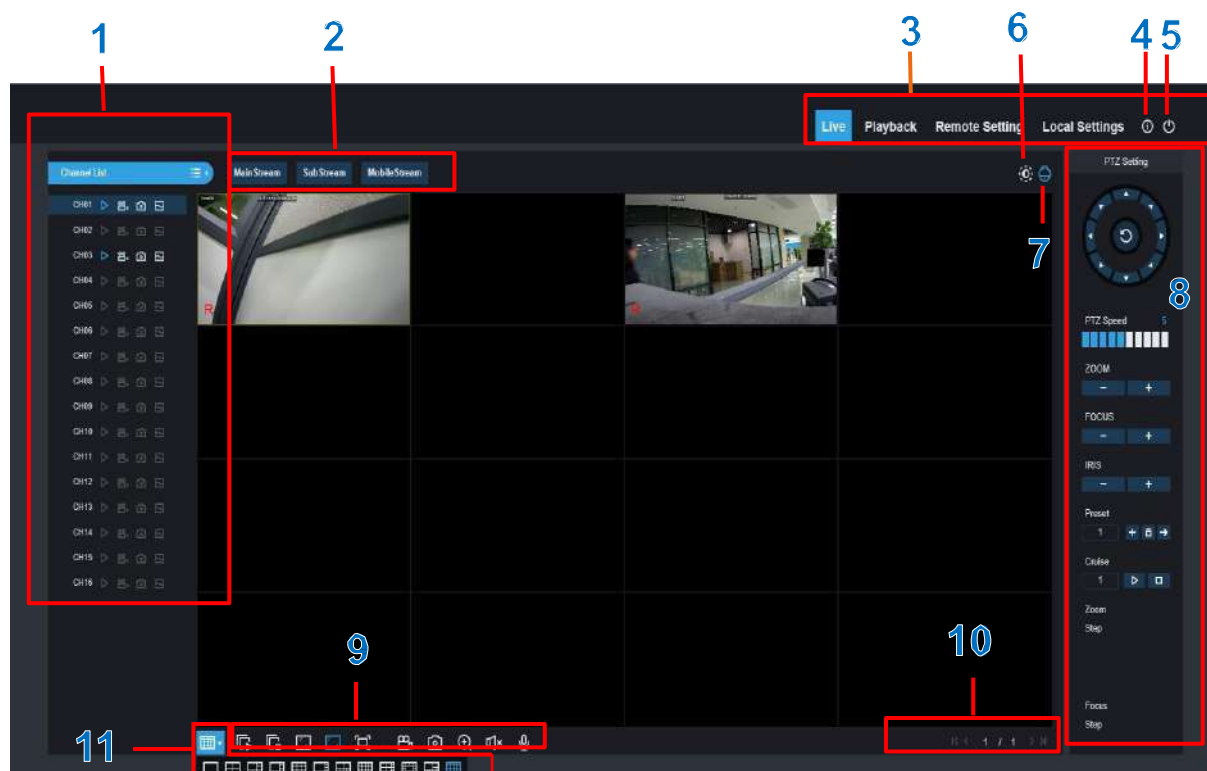 1
2
3
6
4
5
Live
Playback
Remote Setting
Local Settings
Channel List
Main Stream
Sub Stream
Mobile Stream
PTZ Setting
7
8
CH01
CH02
CH03
CH04
CH05
CH06
CH07
CH08
CH09
CH10
CH11
CH12
CH13
CH14
CH15
CH16
R
R
PTZ Speed 5
ZOOM
- +
FOCUS
- +
IRIS
- +
Preset
1
Cruise
1
Zoom
Step
Focus
Step
9
10
11
1 / 1